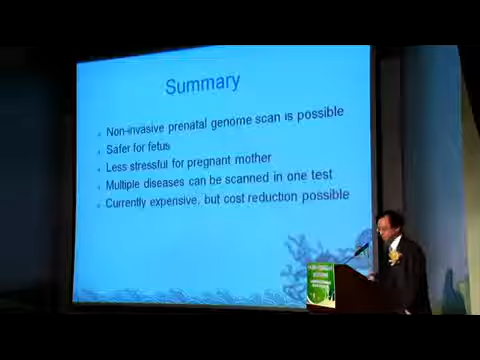 Summary
Non-invasive prenatal genome scan is possible
Safer for fetus
Less stressful for pregnant mother
Multiple diseases can be scanned in one test
Currently expensive, but cost reduction possible